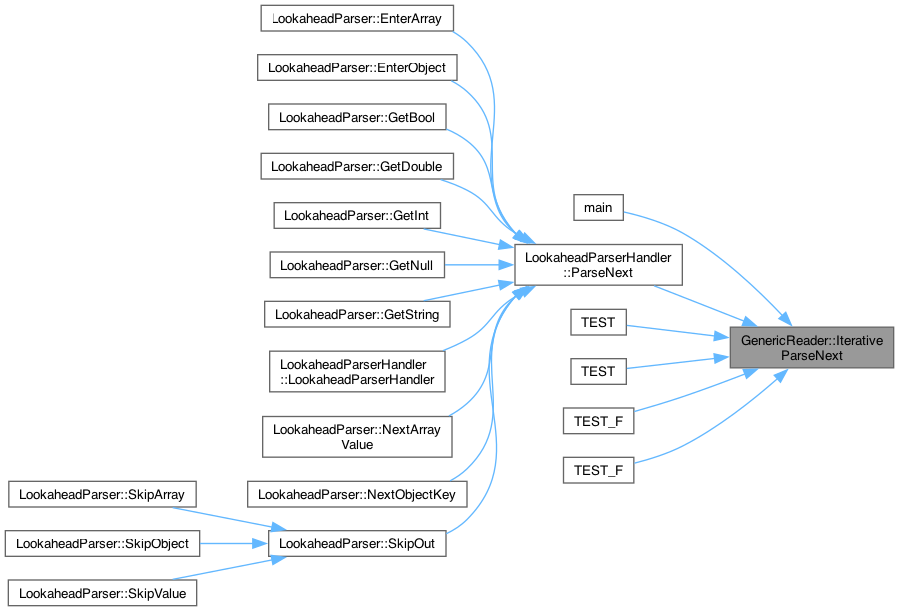 LookaheadParser::EnterArray
LookaheadParser::EnterObject
LookaheadParser::GetBool
LookaheadParser::GetDouble
LookaheadParser::GetInt
LookaheadParser::GetNull
LookaheadParser::GetString
LookaheadParserHandler
::LookaheadParserHandler
LookaheadParser::NextArray
Value
LookaheadParser::NextObjectKey
LookaheadParser::SkipArray
LookaheadParser::SkipObject
LookaheadParser::SkipValue
LookaheadParser::SkipOut
main
LookaheadParserHandler
::ParseNext
TEST
TEST
TEST_F
TEST_F
GenericReader::Iterative
ParseNext